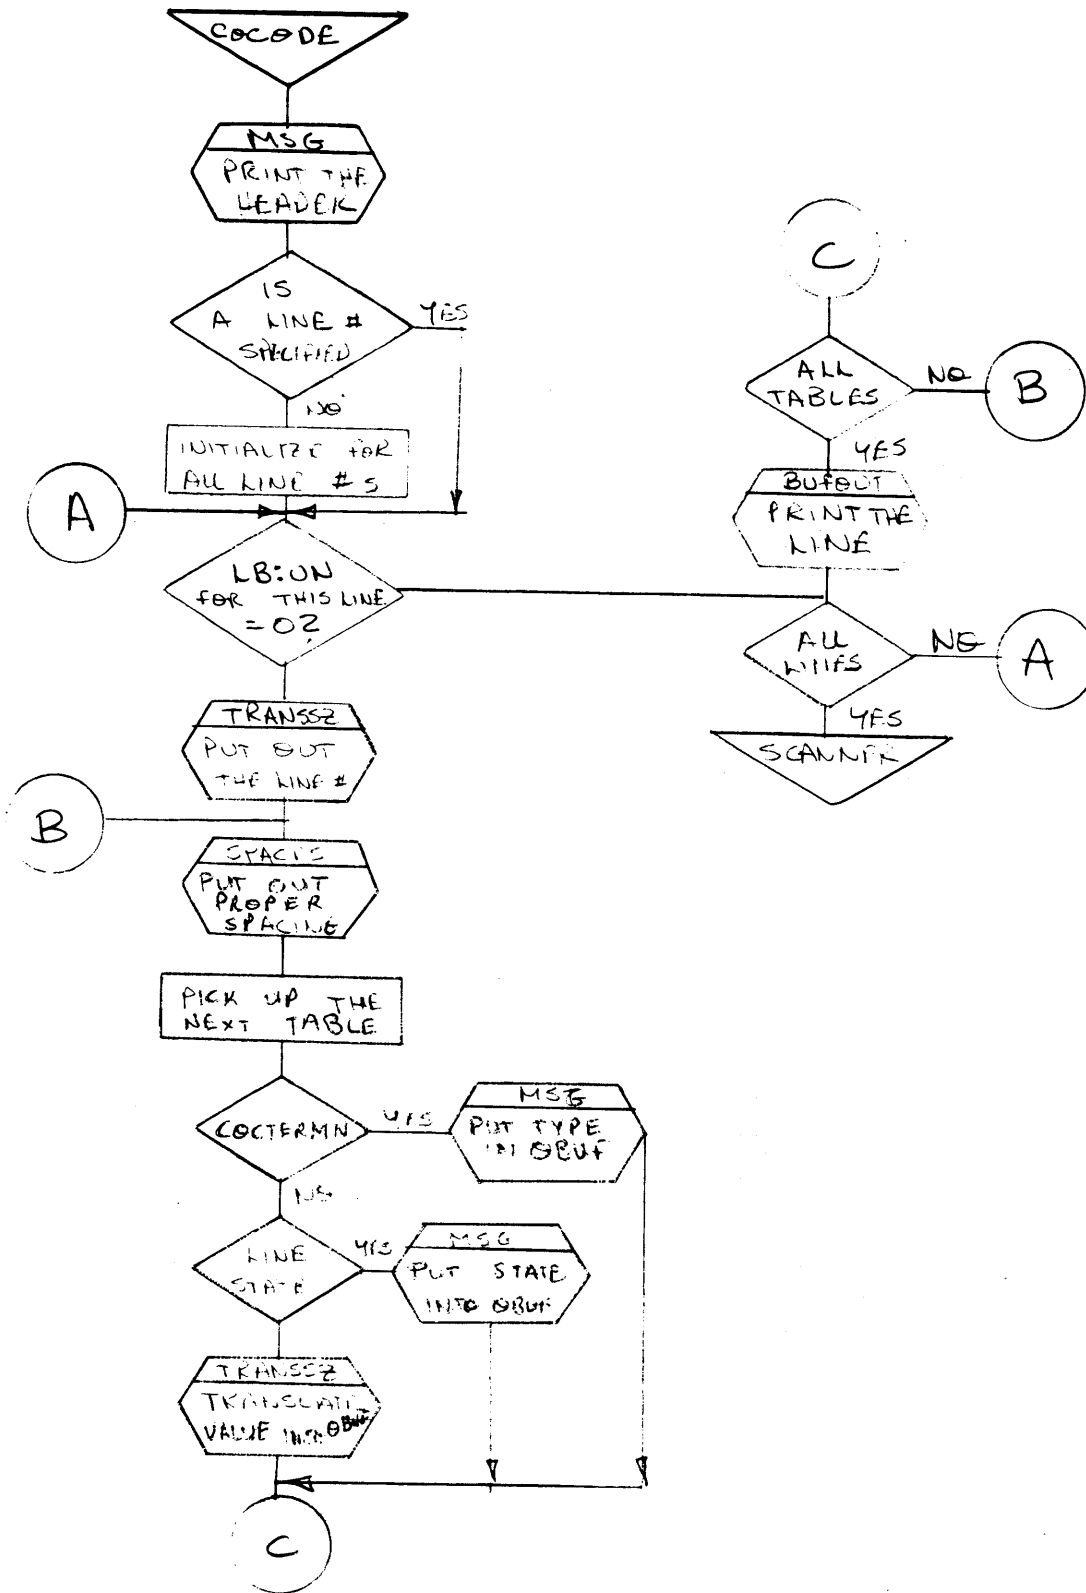 COCODE
MSG
PRINT THE
HEADER
IS
A LINE #
SPECIFIED
YES
NO
INITIALIZE FOR
ALL LINE #S
A
LB:UN
FOR THIS LINE
=0?
TRANSSZ
PUT OUT
THE LINE #
B
SPACES
PUT OUT
PROPER
SPACING
PICK UP THE
NEXT TABLE
COCTERMN
YES
MSG
PUT TYPE
IN OBUF
NO
LINE
STATE
YES
MSG
PUT STATE
INTO OBUF
TRANSSZ
TRANSLATE
VALUE INTO OBUF
C
C
ALL
TABLES
NO
B
YES
BUFOUT
PRINT THE
LINE
ALL
LINES
NO
A
YES
SCANNER